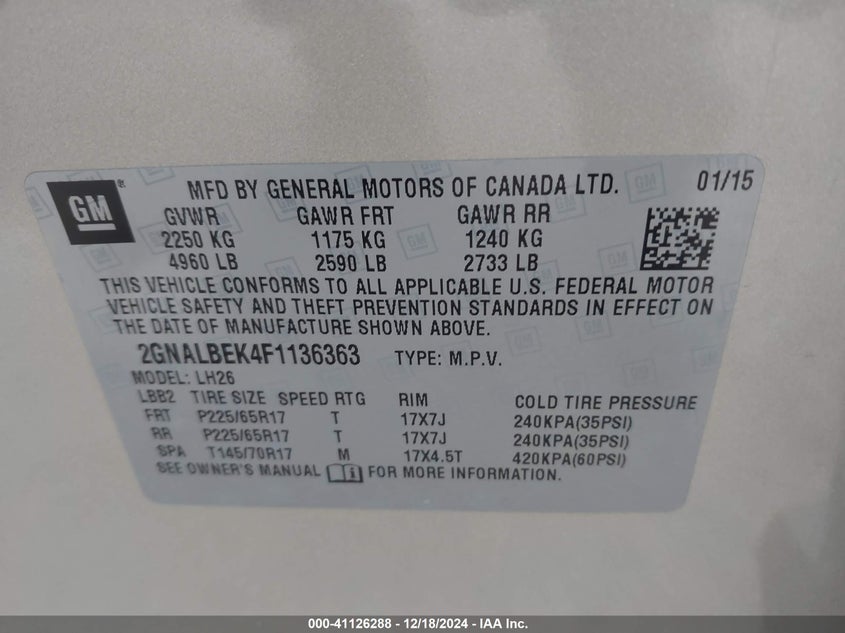 GM ® MFD BY GENERAL MOTORS OF CANADA LTD. 01/15
GVWR GAWR FRT GAWR RR
2250 KG 1175 KG 1240 KG
4960 LB 2590 LB 2733 LB
THIS VEHICLE CONFORMS TO ALL APPLICABLE U.S. FEDERAL MOTOR
VEHICLE SAFETY AND THEFT PREVENTION STANDARDS IN EFFECT ON
THE DATE OF MANUFACTURE SHOWN ABOVE.
2GNALBEK4F1136363 TYPE: M.P.V.
MODEL: LH26
LBB2 TIRE SIZE SPEED RTG RIM COLD TIRE PRESSURE
FRT P225/65R17 T 17X7J 240KPA(35PSI)
RR P225/65R17 T 17X7J 240KPA(35PSI)
SPA T145/70R17 M 17X4.5T 420KPA(60PSI)
SEE OWNER'S MANUAL FOR MORE INFORMATION.
000-41126288 - 12/18/2024 - IAA Inc.